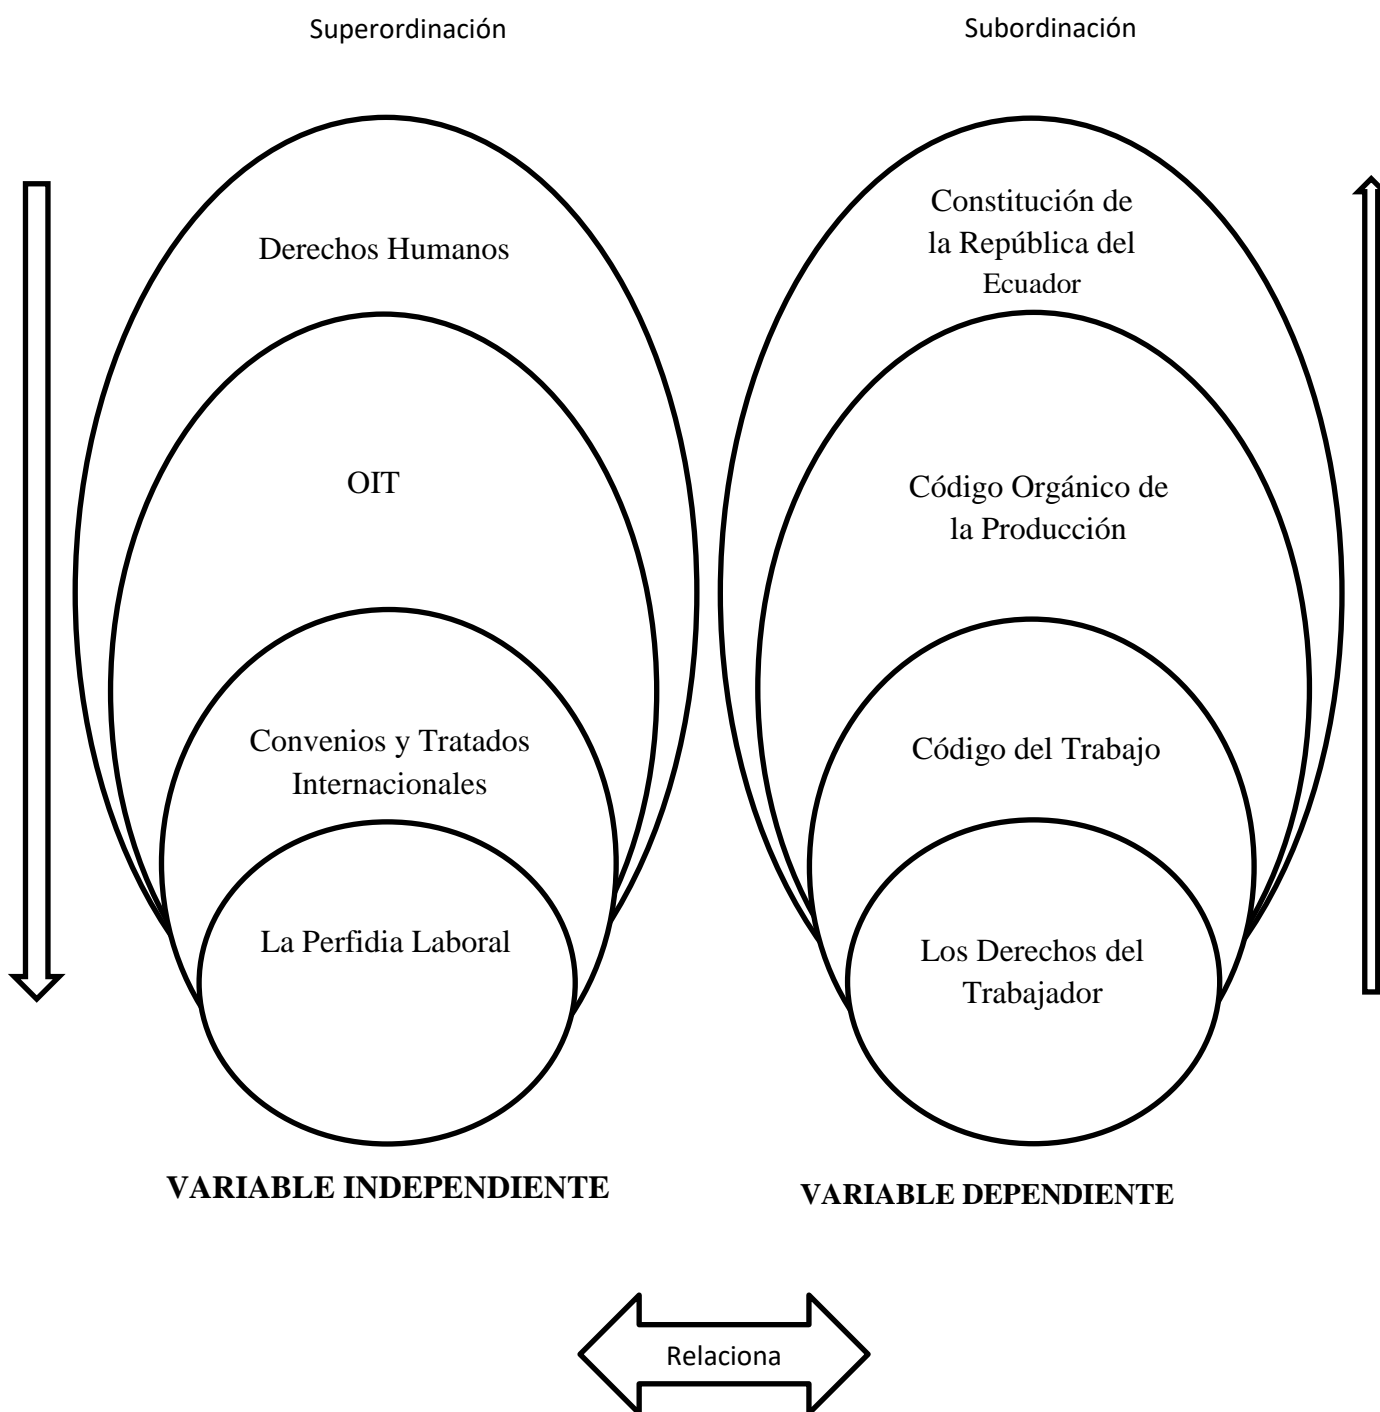 Superordinación
Subordinación
Derechos Humanos
OIT
Convenios y Tratados
Internacionales
La Perfidia Laboral
VARIABLE INDEPENDIENTE
Constitución de
la República del
Ecuador
Código Orgánico de
la Producción
Código del Trabajo
Los Derechos del
Trabajador
VARIABLE DEPENDIENTE
Relaciona